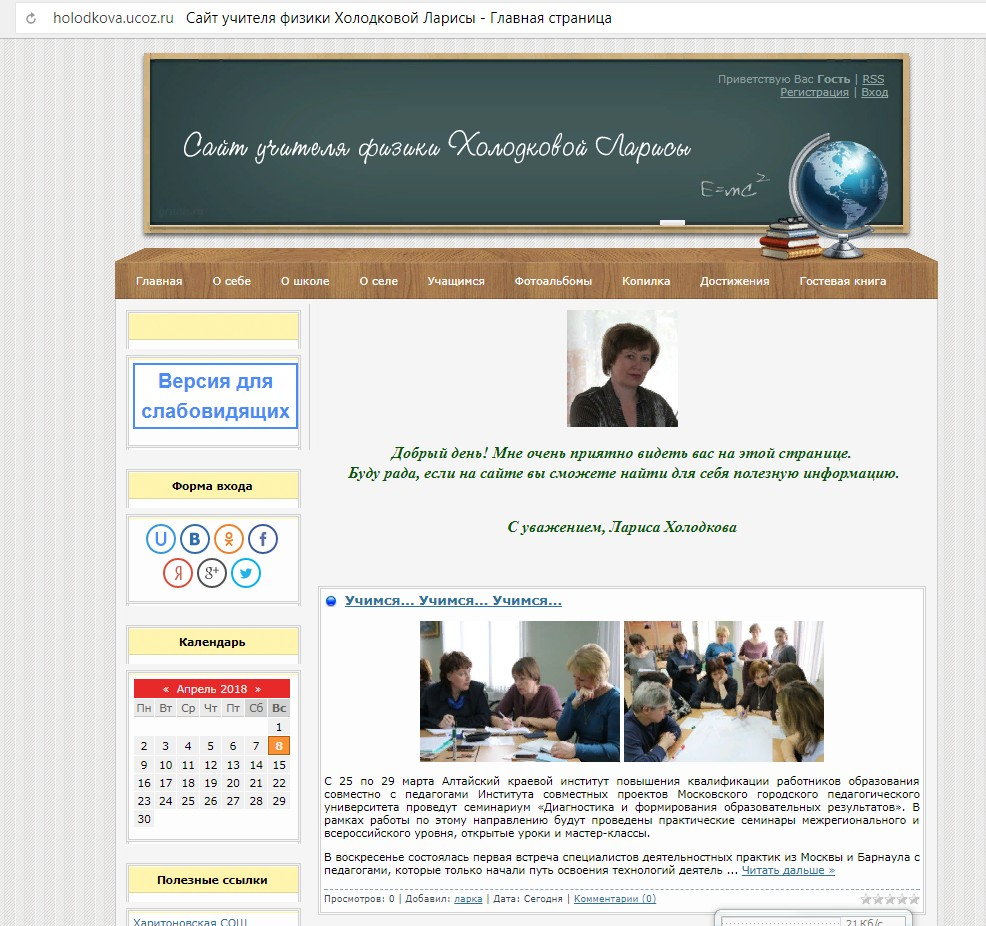 holodkova.ucoz.ru Сайт учителя физики Холодковой Ларисы - Главная страница
Приветствую Вас Гость | RSS
Регистрация | Вход
Сайт учителя физики Холодковой Ларисы
E=mc²
Главная О себе О школе О селе Учащимся Фотоальбомы Копилка Достижения Гостевая книга
Версия для
слабовидящих
Форма входа
Календарь
« Апрель 2018 »
Пн Вт Ср Чт Пт Сб Вс
1
2 3 4 5 6 7 8
9 10 11 12 13 14 15
16 17 18 19 20 21 22
23 24 25 26 27 28 29
30
Полезные ссылки
Харитоновская СОШ
Добрый день! Мне очень приятно видеть вас на этой странице.
Буду рада, если на сайте вы сможете найти для себя полезную информацию.
С уважением, Лариса Холодкова
Учимся... Учимся... Учимся...
С 25 по 29 марта Алтайский краевой институт повышения квалификации работников образования
совместно с педагогами Института совместных проектов Московского городского педагогического
университета проведут семинариум «Диагностика и формирования образовательных результатов». В
рамках работы по этому направлению будут проведены практические семинары межрегионального и
всероссийского уровня, открытые уроки и мастер-классы.
В воскресенье состоялась первая встреча специалистов деятельностных практик из Москвы и Барнаула с
педагогами, которые только начали путь освоения технологий деятель ... Читать дальше »
Просмотров: 0 | Добавил: ларка | Дата: Сегодня | Комментарии (0)
21 Кб/с